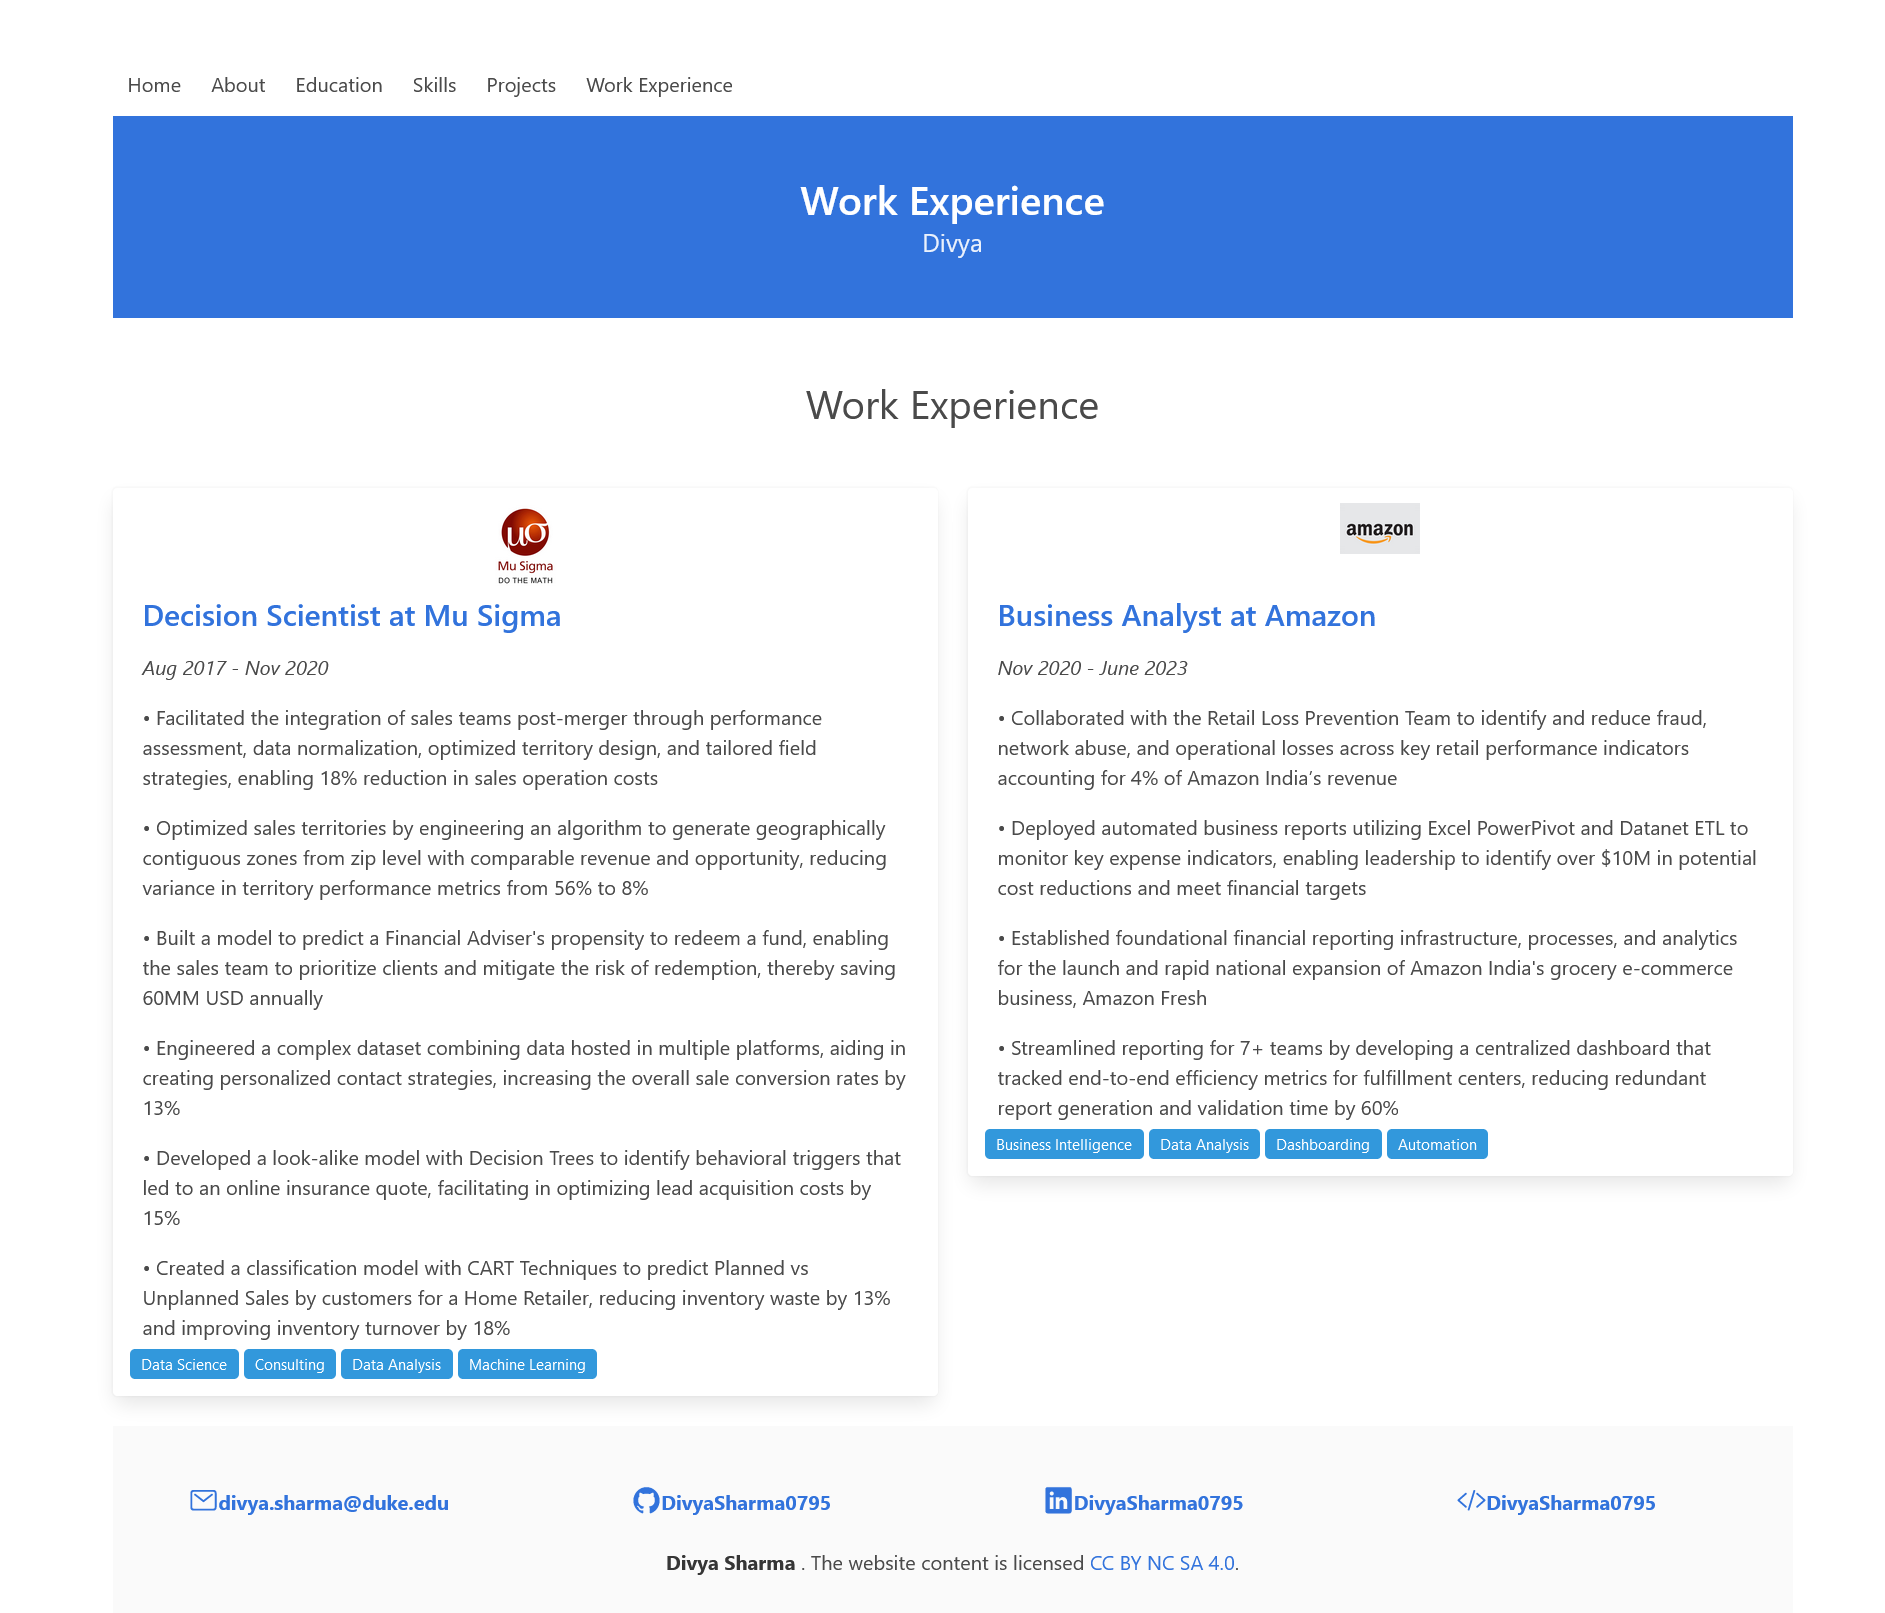 Home About Education Skills Projects Work Experience
Work Experience
Divya
Work Experience
μσ
Mu Sigma
DO THE MATH
Decision Scientist at Mu Sigma
Aug 2017 - Nov 2020
• Facilitated the integration of sales teams post-merger through performance
assessment, data normalization, optimized territory design, and tailored field
strategies, enabling 18% reduction in sales operation costs
• Optimized sales territories by engineering an algorithm to generate geographically
contiguous zones from zip level with comparable revenue and opportunity, reducing
variance in territory performance metrics from 56% to 8%
• Built a model to predict a Financial Adviser's propensity to redeem a fund, enabling
the sales team to prioritize clients and mitigate the risk of redemption, thereby saving
60MM USD annually
• Engineered a complex dataset combining data hosted in multiple platforms, aiding in
creating personalized contact strategies, increasing the overall sale conversion rates by
13%
• Developed a look-alike model with Decision Trees to identify behavioral triggers that
led to an online insurance quote, facilitating in optimizing lead acquisition costs by
15%
• Created a classification model with CART Techniques to predict Planned vs
Unplanned Sales by customers for a Home Retailer, reducing inventory waste by 13%
and improving inventory turnover by 18%
Data Science Consulting Data Analysis Machine Learning
amazon
Business Analyst at Amazon
Nov 2020 - June 2023
• Collaborated with the Retail Loss Prevention Team to identify and reduce fraud,
network abuse, and operational losses across key retail performance indicators
accounting for 4% of Amazon India’s revenue
• Deployed automated business reports utilizing Excel PowerPivot and Datanet ETL to
monitor key expense indicators, enabling leadership to identify over $10M in potential
cost reductions and meet financial targets
• Established foundational financial reporting infrastructure, processes, and analytics
for the launch and rapid national expansion of Amazon India's grocery e-commerce
business, Amazon Fresh
• Streamlined reporting for 7+ teams by developing a centralized dashboard that
tracked end-to-end efficiency metrics for fulfillment centers, reducing redundant
report generation and validation time by 60%
Business Intelligence Data Analysis Dashboarding Automation
divya.sharma@duke.edu DivyaSharma0795 DivyaSharma0795 DivyaSharma0795
Divya Sharma . The website content is licensed CC BY NC SA 4.0.